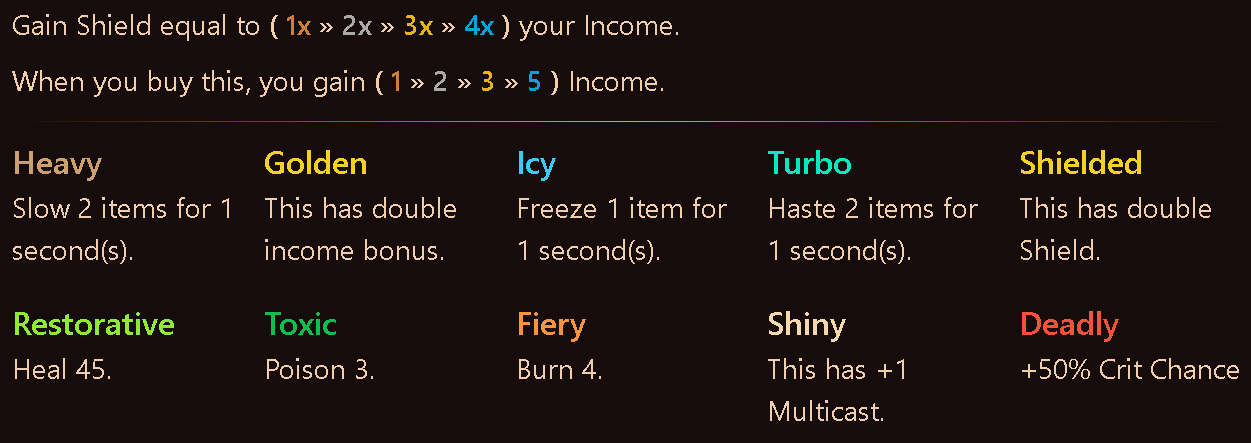 Gain Shield equal to ( 1x » 2x » 3x » 4x ) your Income.
When you buy this, you gain ( 1 » 2 » 3 » 5 ) Income.
Heavy
Slow 2 items for 1
second(s).
Golden
This has double
income bonus.
Icy
Freeze 1 item for
1 second(s).
Turbo
Haste 2 items for
1 second(s).
Shielded
This has double
Shield.
Restorative
Heal 45.
Toxic
Poison 3.
Fiery
Burn 4.
Shiny
This has +1
Multicast.
Deadly
+50% Crit Chance